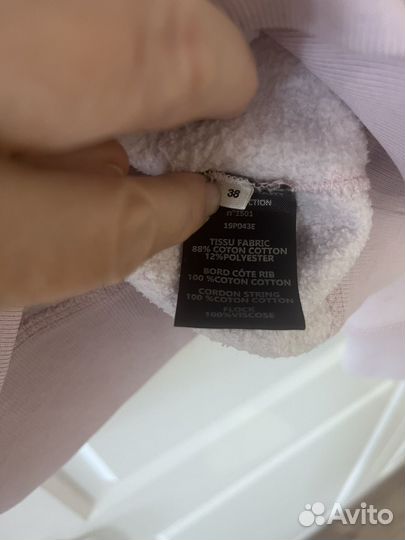 38
CTION
n°2501
19P043E
TISSU FABRIC
88% COTON COTTON
12%POLYESTER
BORD CÔTE RIB
100 %COTON COTTON
CORDON STRING
100 %COTON COTTON
FLOCK
100%VISCOSE
Avito